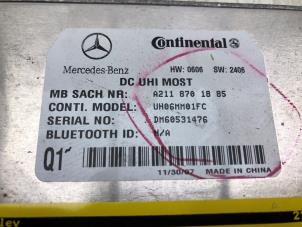 Mercedes-Benz
Continental
HW: 0606 SW: 2406
DC UHI MOST
MB SACH NR: A211 870 18 85
CONTI. MODEL: UH06MM01FC
SERIAL NO: DM60531476
BLUETOOTH ID: N/A
Q1
11/30/07 MADE IN CHINA